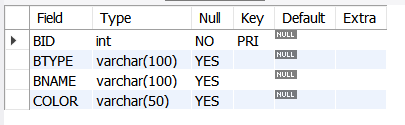 Field Type Null Key Default Extra
BID int NO PRI NULL
BTYPE varchar(100) YES NULL
BNAME varchar(100) YES NULL
COLOR varchar(50) YES NULL